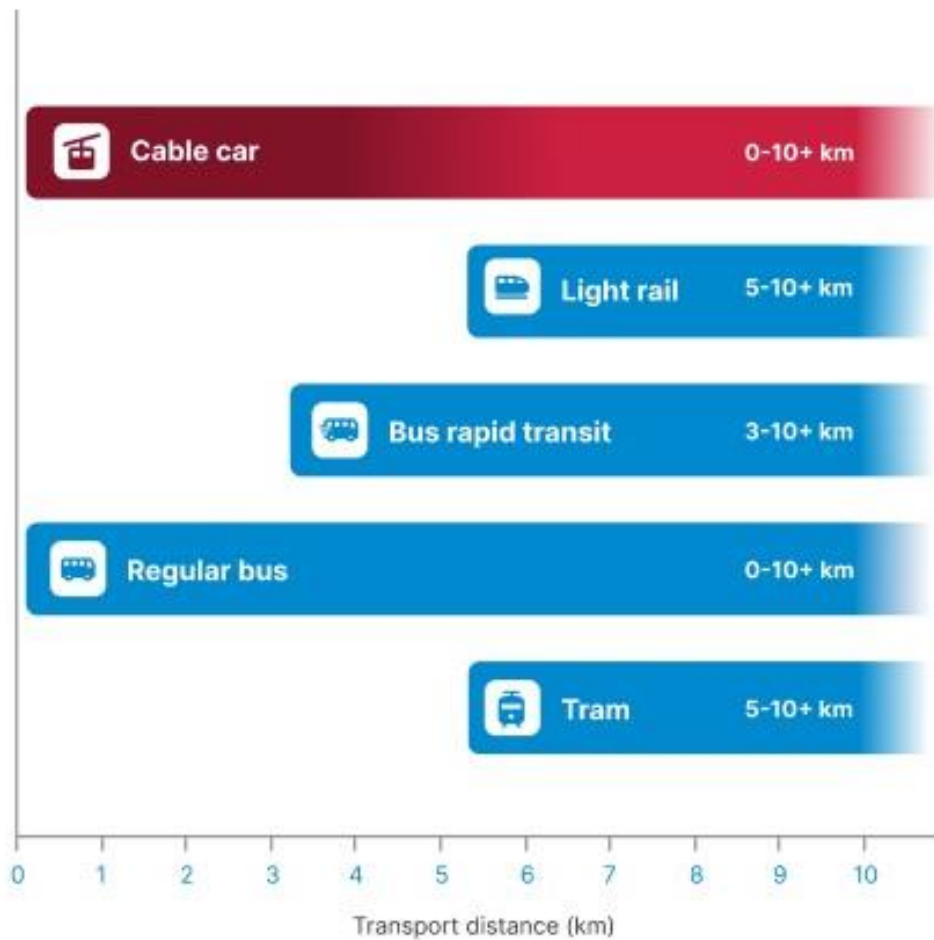 Cable car 0-10+ km
Light rail 5-10+ km
Bus rapid transit 3-10+ km
Regular bus 0-10+ km
Tram 5-10+ km
0 1 2 3 4 5 6 7 8 9 10
Transport distance (km)